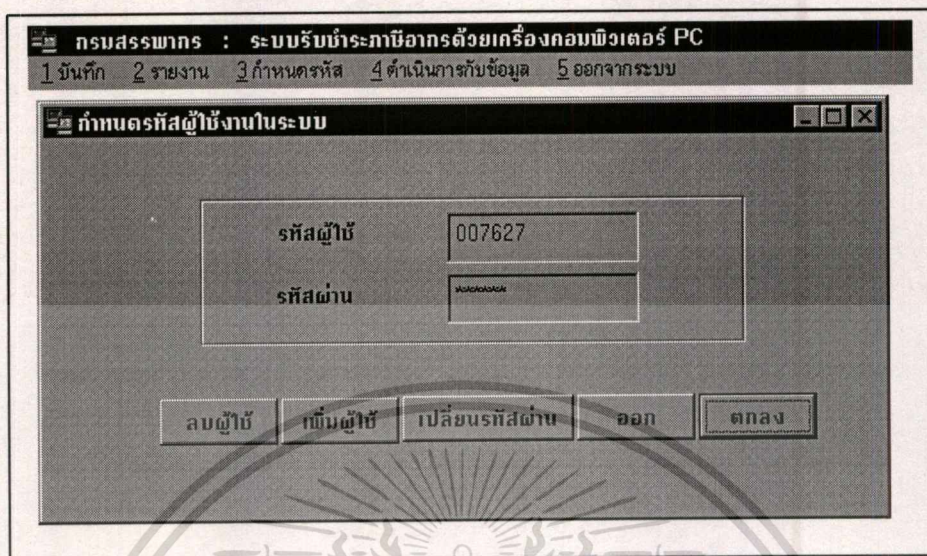 กรมสรรพากร : ระบบรับชำระภาษีอากรด้วยเครื่องคอมพิวเตอร์ PC
1 บันทึก 2 รายงาน 3 กำหนดรหัส 4 ดำเนินการกับข้อมูล 5 ออกจากระบบ
กำหนดรหัสผู้ใช้งานในระบบ
รหัสผู้ใช้ 007627
รหัสผ่าน ******
ลบผู้ใช้ เพิ่มผู้ใช้ เปลี่ยนรหัสผ่าน ออก ตกลง